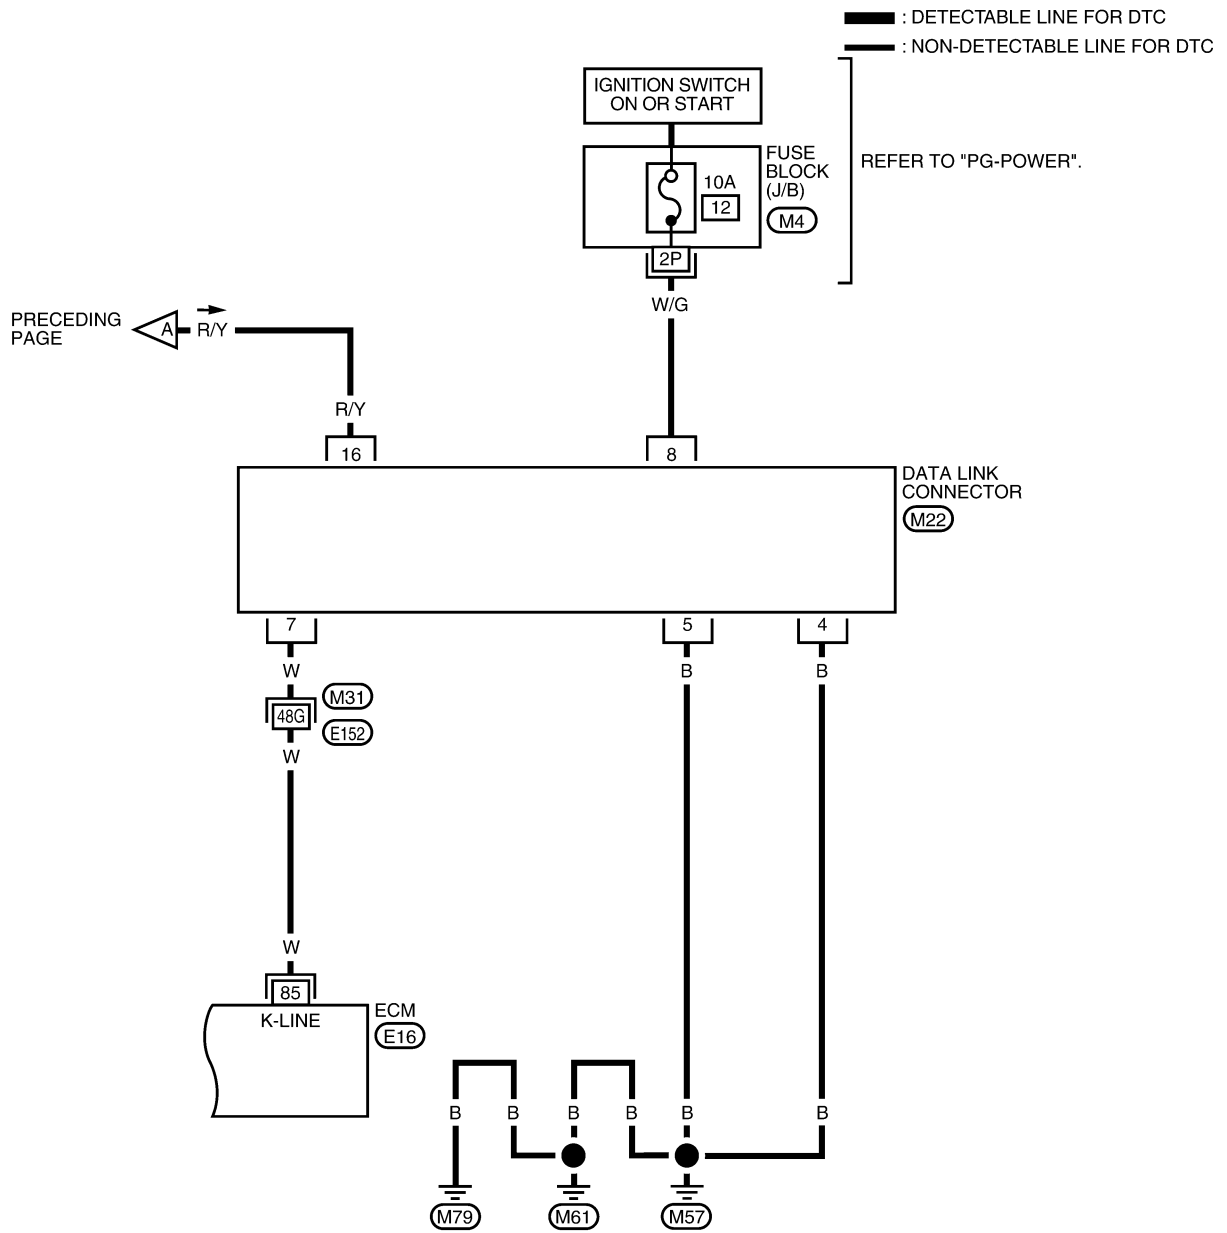 : DETECTABLE LINE FOR DTC
: NON-DETECTABLE LINE FOR DTC
IGNITION SWITCH
ON OR START
FUSE
BLOCK
(J/B)
M4
10A
12
2P
REFER TO "PG-POWER".
W/G
PRECEDING
PAGE
A
R/Y
R/Y
16
8
DATA LINK
CONNECTOR
M22
7
5
4
W
B
B
M31
48G
E152
W
W
85
K-LINE
ECM
E16
B
B
B
B
B
B
M79
M61
M57